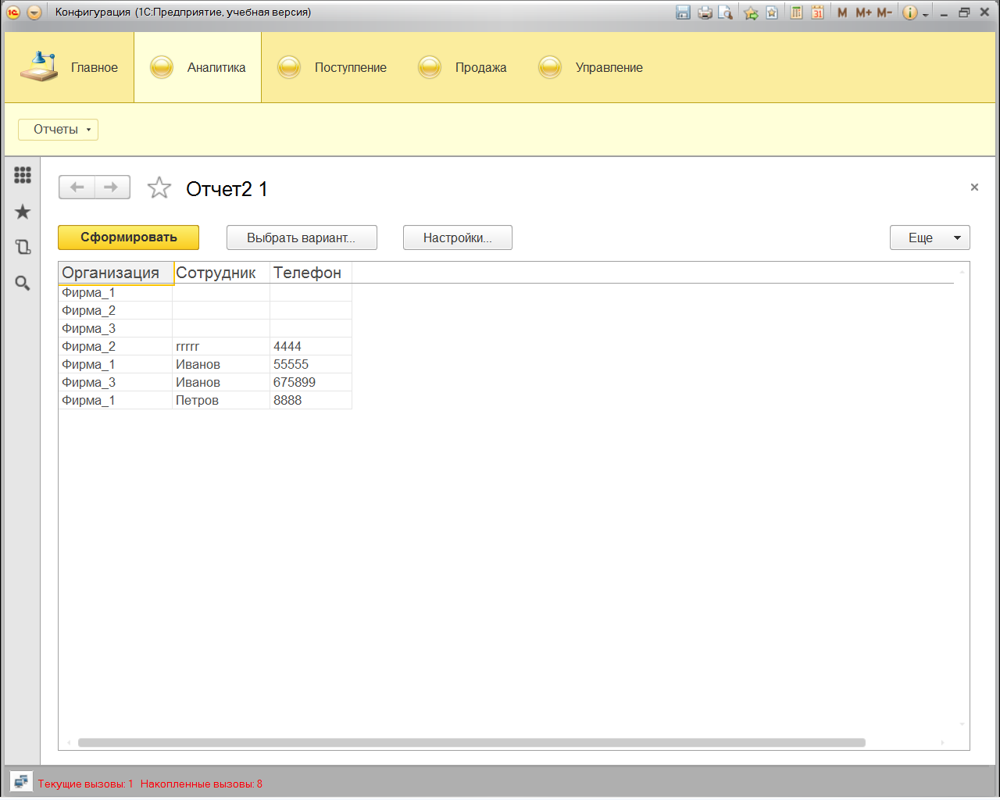 Конфигурация (1С:Предприятие, учебная версия)
31 M M+ M-
Главное Аналитика Поступление Продажа Управление
Отчеты
Отчет2 1
Сформировать Выбрать вариант... Настройки... Еще
Организация Сотрудник Телефон
Фирма_1
Фирма_2
Фирма_3
Фирма_2 rrrrr 4444
Фирма_1 Иванов 55555
Фирма_3 Иванов 675899
Фирма_1 Петров 8888
Текущие вызовы: 1 Накопленные вызовы: 8